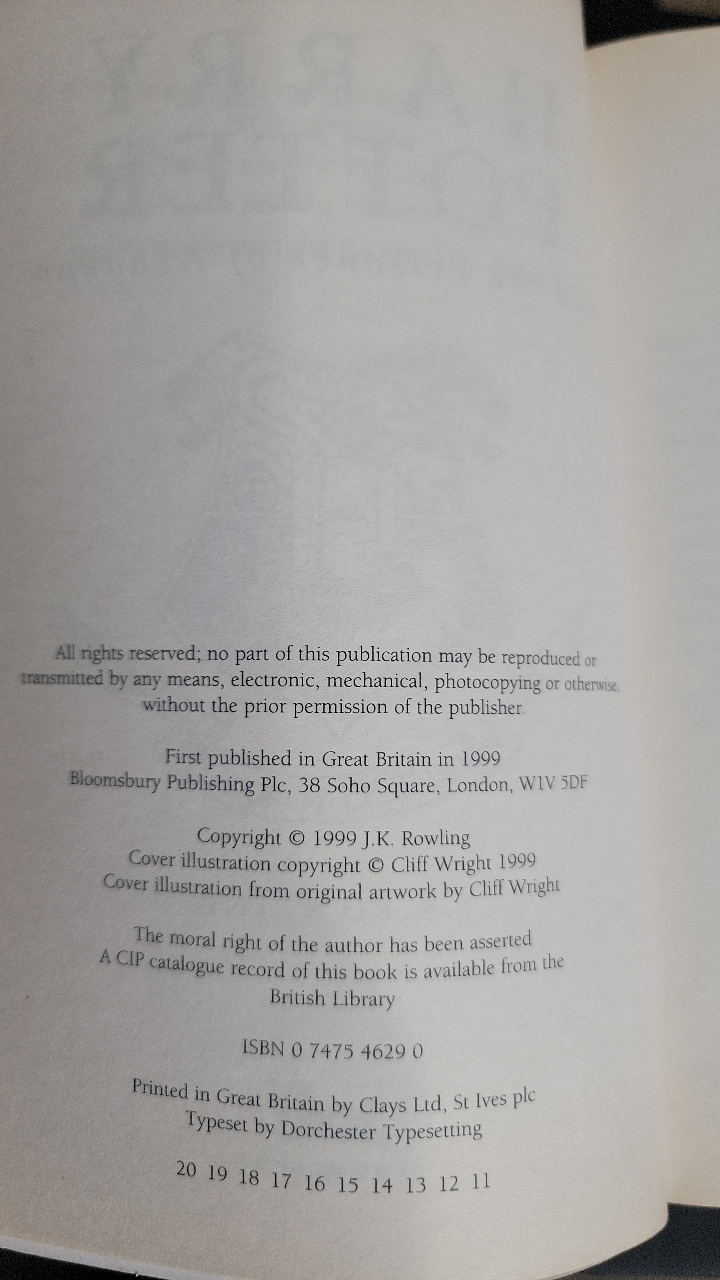 All rights reserved; no part of this publication may be reproduced or
transmitted by any means, electronic, mechanical, photocopying or otherwise,
without the prior permission of the publisher
First published in Great Britain in 1999
Bloomsbury Publishing Plc, 38 Soho Square, London, W1V 5DF
Copyright © 1999 J.K. Rowling
Cover illustration copyright © Cliff Wright 1999
Cover illustration from original artwork by Cliff Wright
The moral right of the author has been asserted
A CIP catalogue record of this book is available from the
British Library
ISBN 0 7475 4629 0
Printed in Great Britain by Clays Ltd, St Ives plc
Typeset by Dorchester Typesetting
20 19 18 17 16 15 14 13 12 11